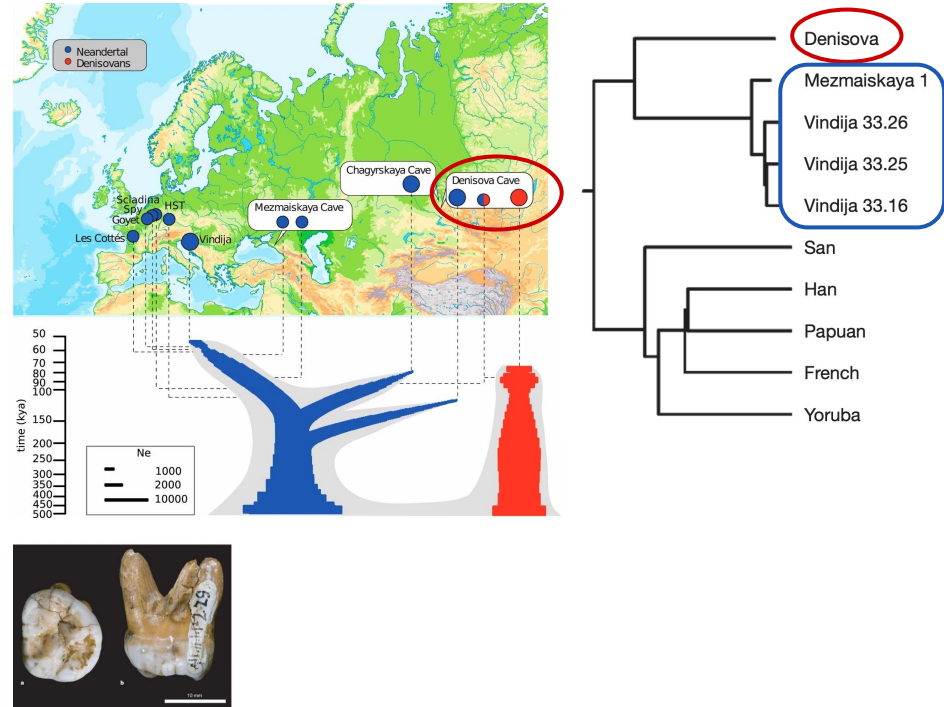 Neandertal
Denisovans
Chagyrskaya Cave
Denisova Cave
Scladina
Spy
HST
Goyet
Mezmaiskaya Cave
Les Cottés
Vindija
time (kya)
50
60
70
80
90
100
150
200
250
300
350
400
450
500
Ne
1000
2000
10000
Denisova
Mezmaiskaya 1
Vindija 33.26
Vindija 33.25
Vindija 33.16
San
Han
Papuan
French
Yoruba
a
b
10 mm